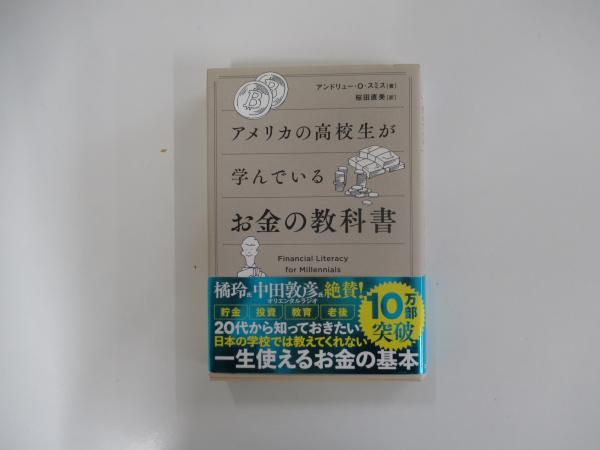 アンドリュー・O・スミス[著]
桜田直美[訳]
アメリカの高校生が
学んでいる
お金の教科書
Financial Literacy
for Millennials
橘玲氏、中田敦彦氏絶賛!
オリエンタルラジオ
貯金 投資 教育 老後
10万部
突破
20代から知っておきたい
日本の学校では教えてくれない
一生使えるお金の基本